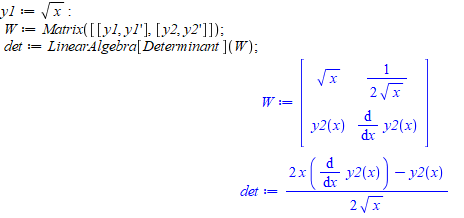 y1 := √x :
W := Matrix([[y1, y1'], [y2, y2']]);
det := LinearAlgebra[Determinant](W);
W := [ √x 1/(2√x) ; y2(x) d/dx y2(x) ]
det := (2 x (d/dx y2(x)) − y2(x))/(2 √x)